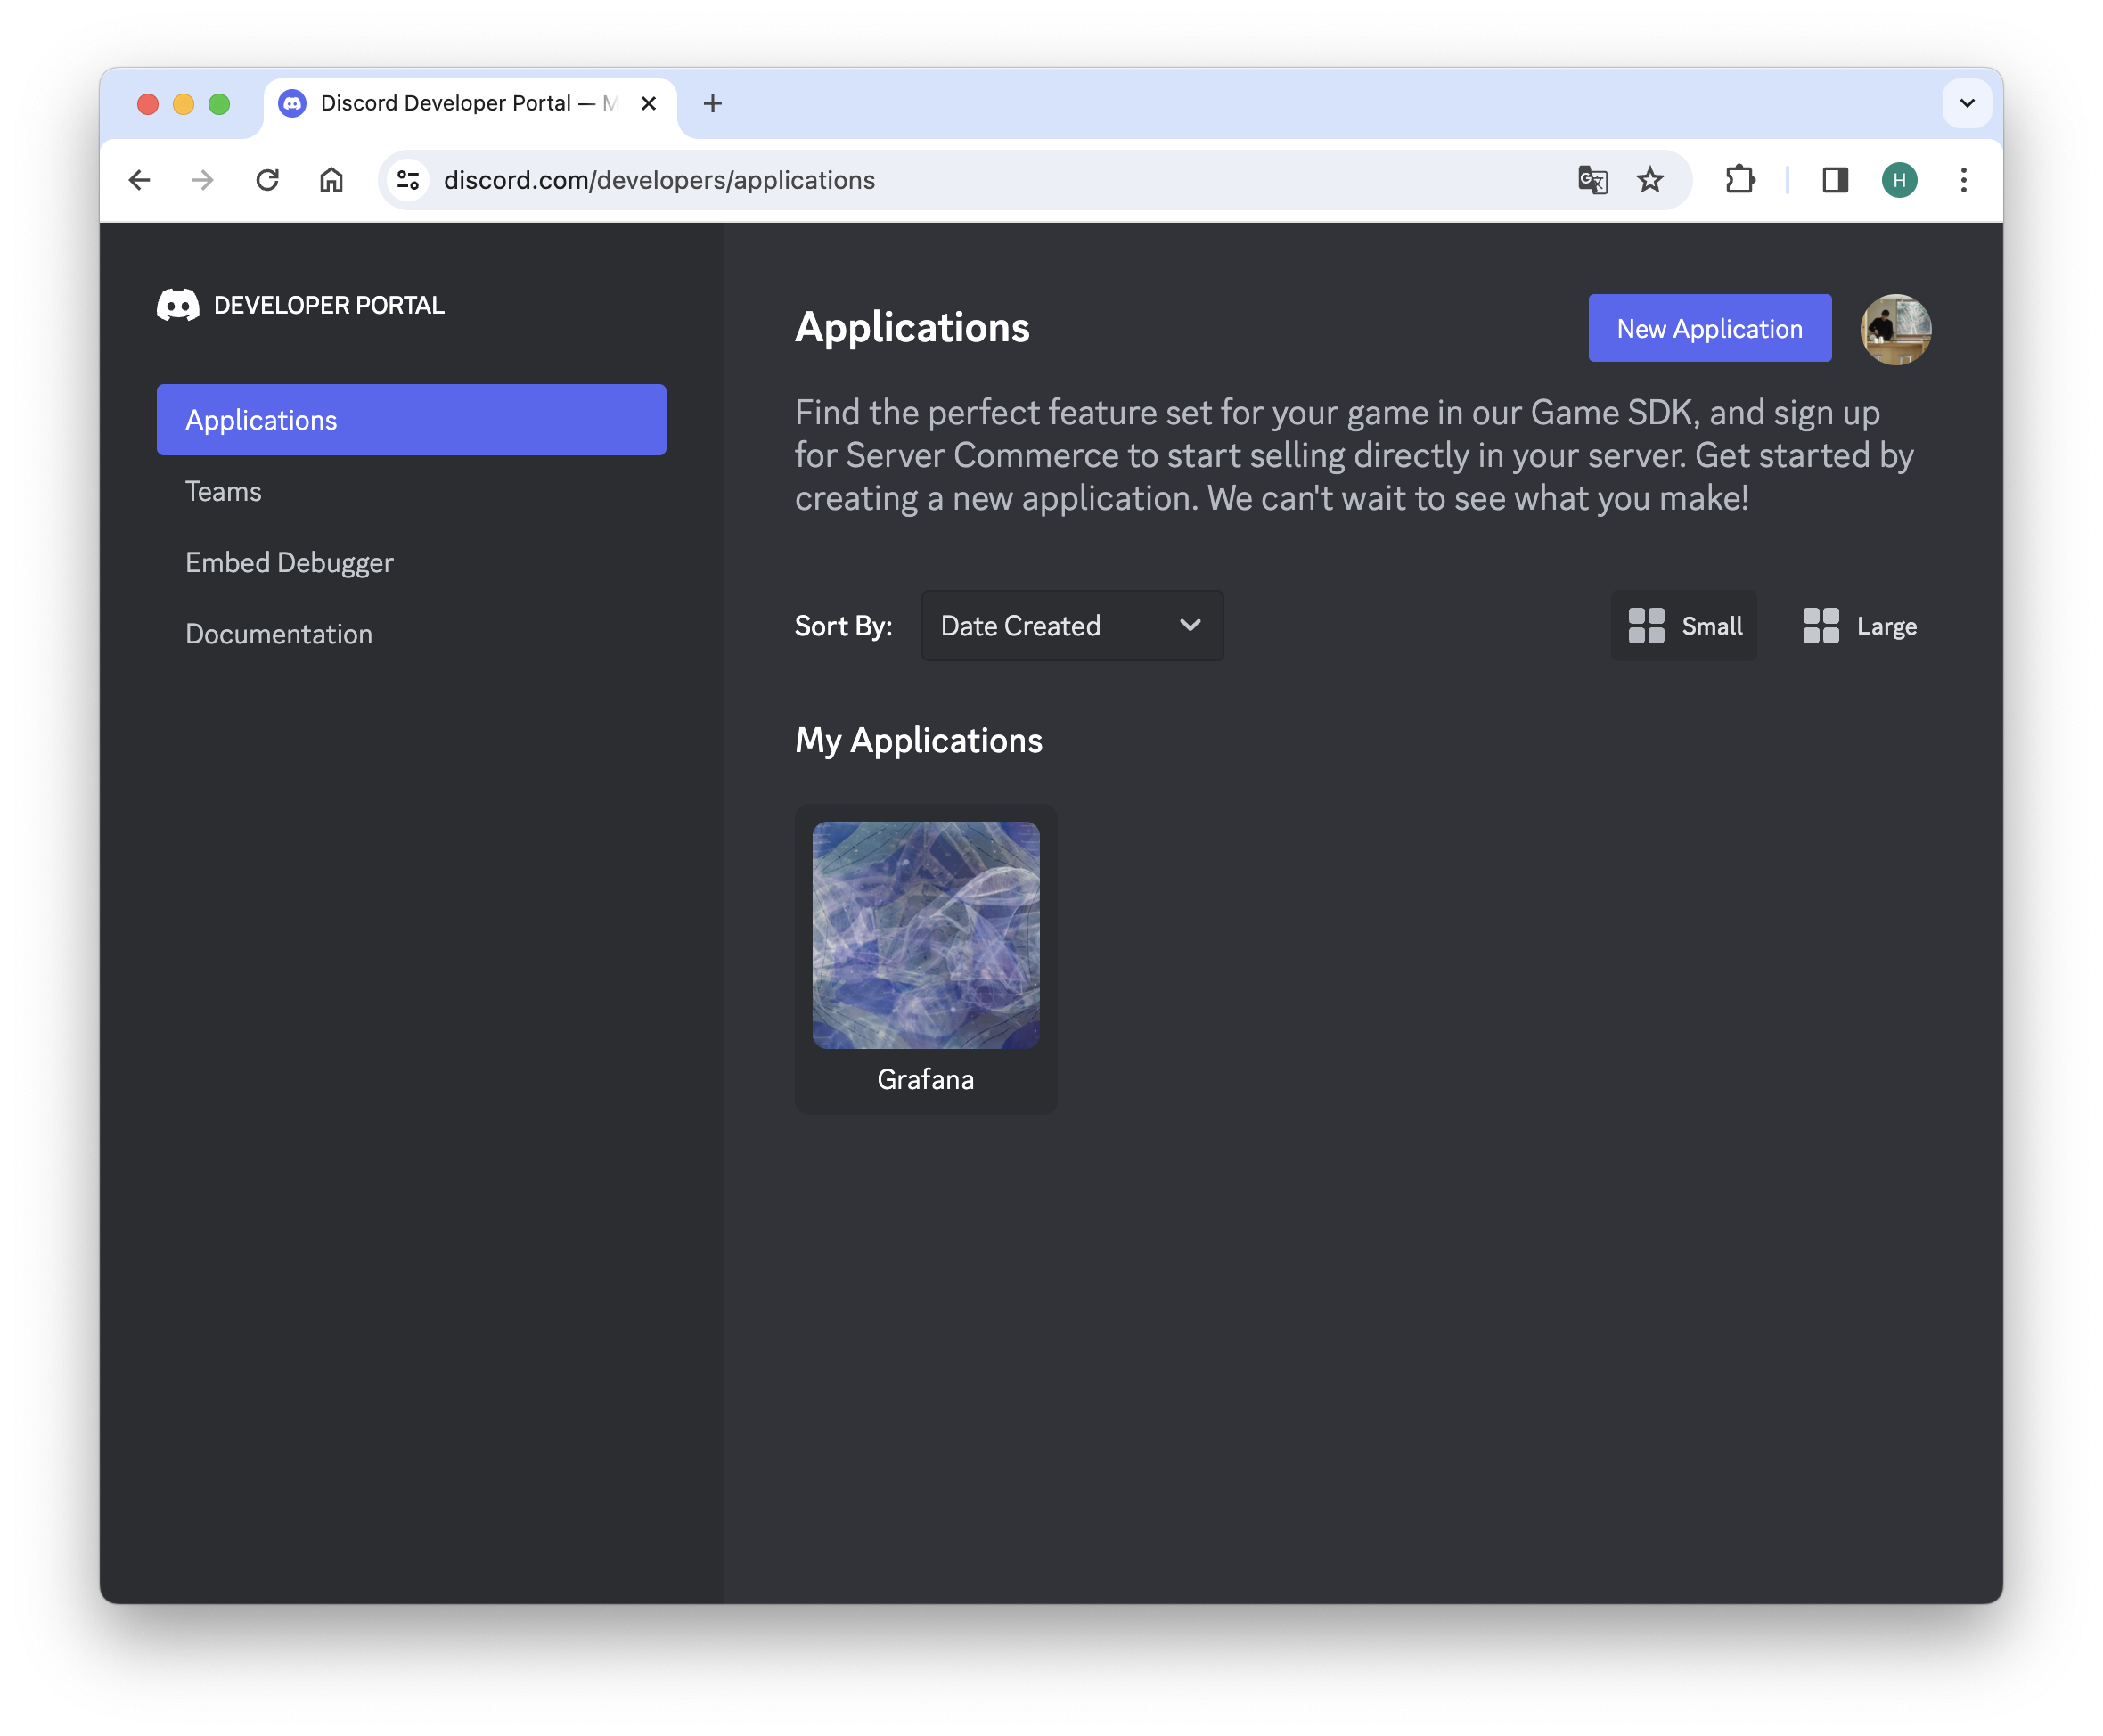 Discord Developer Portal — M
discord.com/developers/applications
H
DEVELOPER PORTAL
Applications
Teams
Embed Debugger
Documentation
Applications
New Application
Find the perfect feature set for your game in our Game SDK, and sign up
for Server Commerce to start selling directly in your server. Get started by
creating a new application. We can't wait to see what you make!
Sort By:
Date Created
Small
Large
My Applications
Grafana